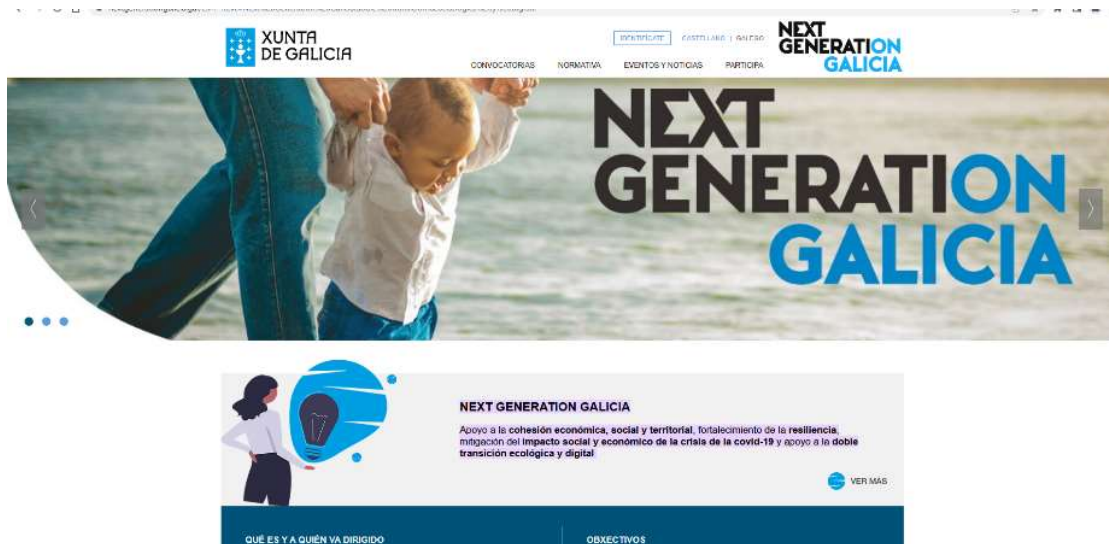 XUNTA
DE GALICIA
IDENTIFÍCATE CASTELLANO | GALEGO
NEXT
GENERATION
GALICIA
CONVOCATORIAS NORMATIVA EVENTOS Y NOTICIAS PARTICIPA
NEXT
GENERATION
GALICIA
NEXT GENERATION GALICIA
Apoyo a la cohesión económica, social y territorial, fortalecimiento de la resiliencia,
mitigación del impacto social y económico de la crisis de la covid-19 y apoyo a la doble
transición ecológica y digital
VER MÁS
QUÉ ES Y A QUIÉN VA DIRIGIDO
OBXECTIVOS